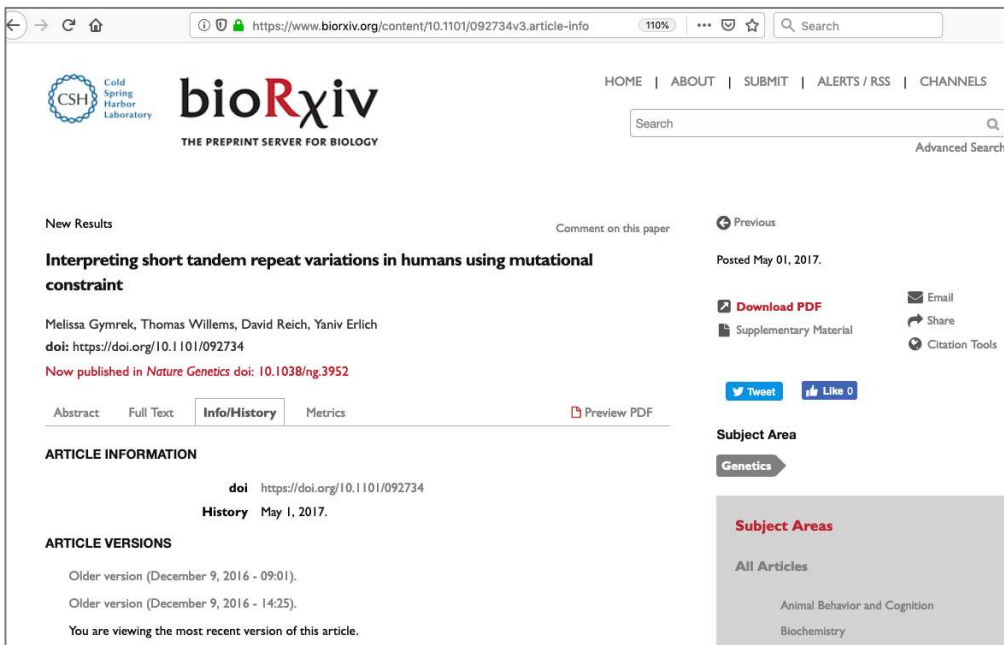 https://www.biorxiv.org/content/10.1101/092734v3.article-info
110%
Search
CSH
Cold
Spring
Harbor
Laboratory
bioRχiv
THE PREPRINT SERVER FOR BIOLOGY
HOME | ABOUT | SUBMIT | ALERTS / RSS | CHANNELS
Search
Advanced Search
New Results
Comment on this paper
Interpreting short tandem repeat variations in humans using mutational
constraint
Melissa Gymrek, Thomas Willems, David Reich, Yaniv Erlich
doi: https://doi.org/10.1101/092734
Now published in Nature Genetics doi: 10.1038/ng.3952
Abstract Full Text Info/History Metrics Preview PDF
ARTICLE INFORMATION
doi https://doi.org/10.1101/092734
History May 1, 2017.
ARTICLE VERSIONS
Older version (December 9, 2016 - 09:01).
Older version (December 9, 2016 - 14:25).
You are viewing the most recent version of this article.
Previous
Posted May 01, 2017.
Download PDF
Supplementary Material
Email
Share
Citation Tools
Tweet
Like 0
Subject Area
Genetics
Subject Areas
All Articles
Animal Behavior and Cognition
Biochemistry